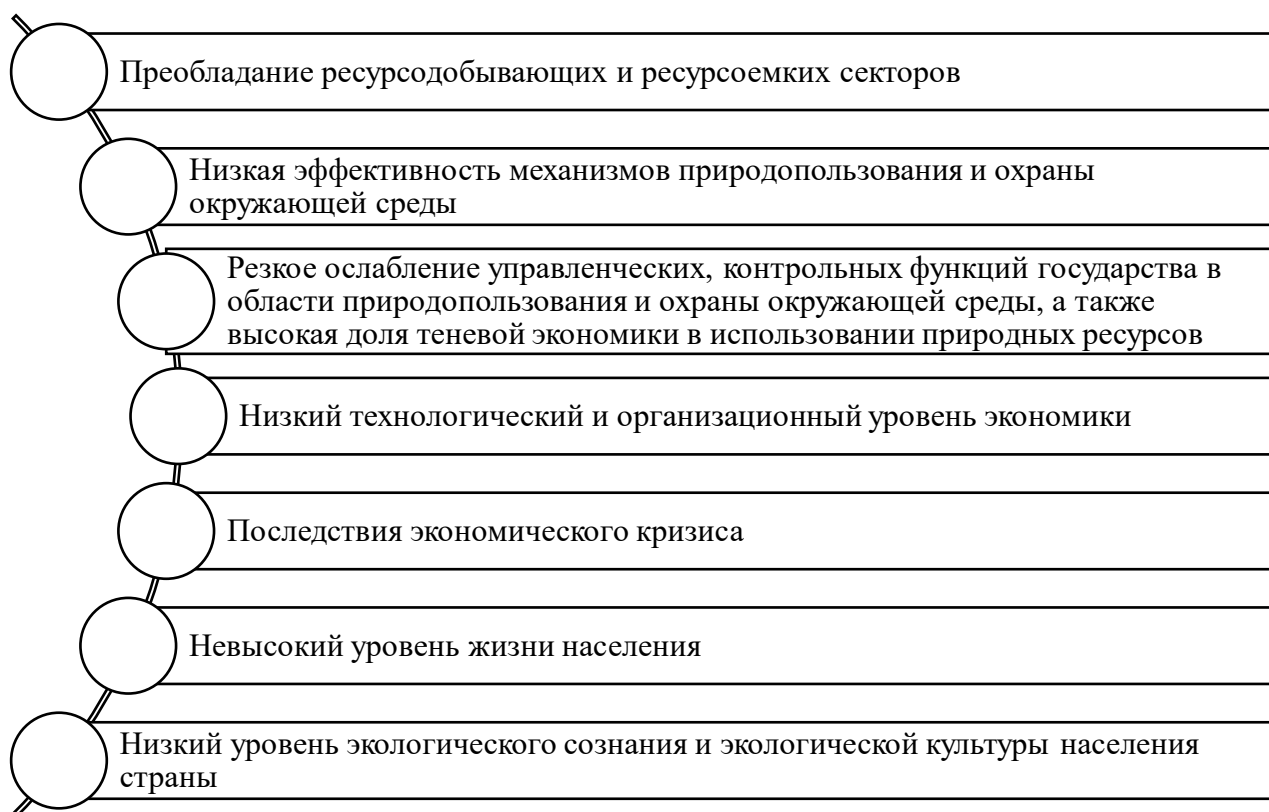 Преобладание ресурсодобывающих и ресурсоемких секторов
Низкая эффективность механизмов природопользования и охраны
окружающей среды
Резкое ослабление управленческих, контрольных функций государства в
области природопользования и охраны окружающей среды, а также
высокая доля теневой экономики в использовании природных ресурсов
Низкий технологический и организационный уровень экономики
Последствия экономического кризиса
Невысокий уровень жизни населения
Низкий уровень экологического сознания и экологической культуры населения
страны